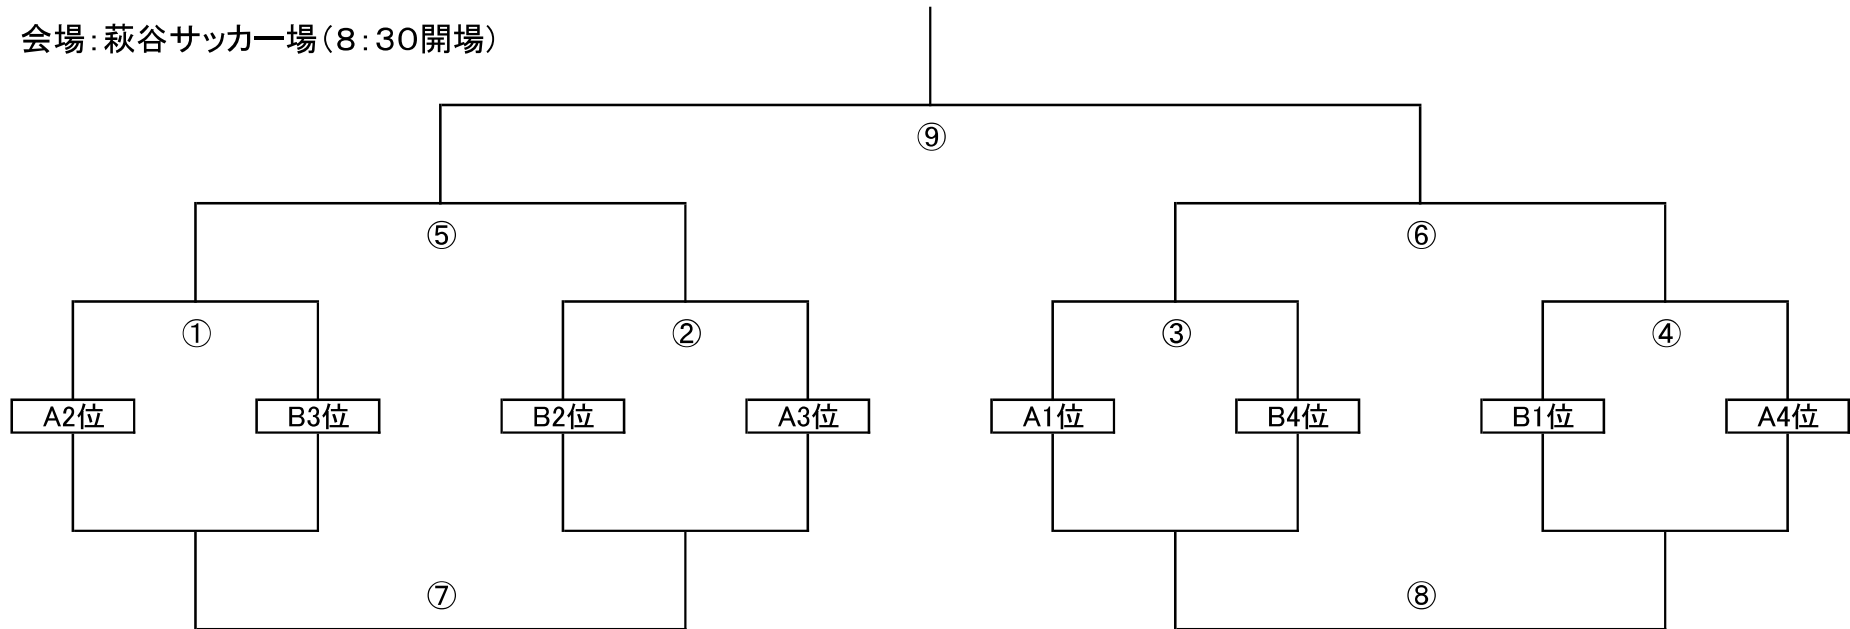 会場:萩谷サッカー場(8:30開場)
⑨
⑤ ⑥
① ② ③ ④
A2位 B3位 B2位 A3位 A1位 B4位 B1位 A4位
⑦ ⑧